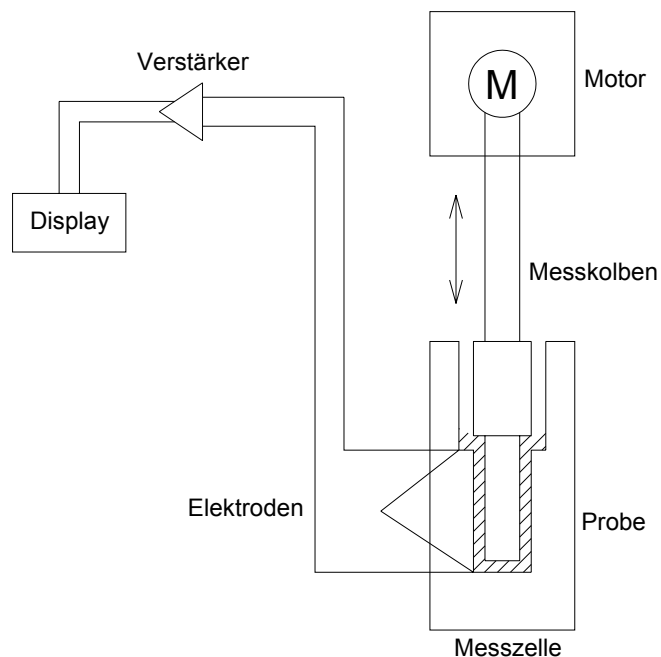 Verstärker
M
Motor
Display
Messkolben
Elektroden
Probe
Messzelle